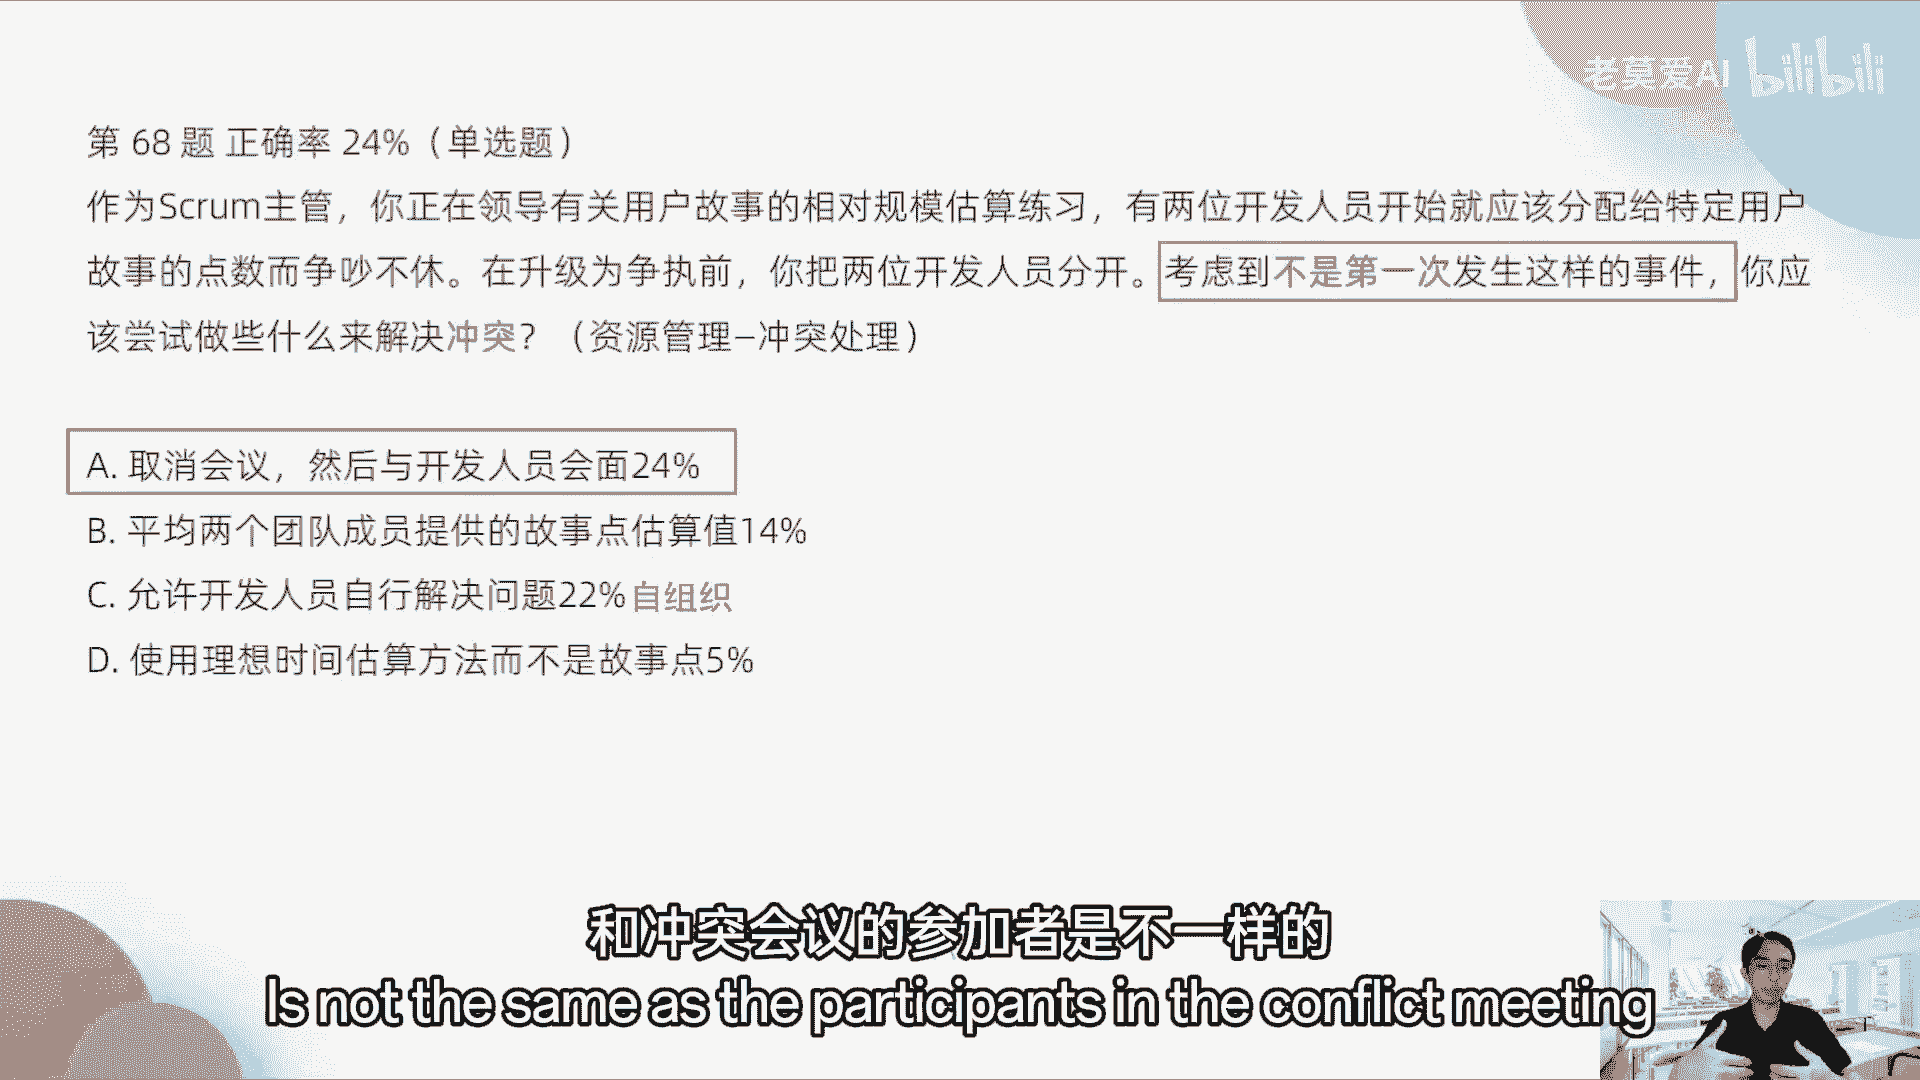 老莫爱AI bilibili
第 68 题 正确率 24%（单选题）
作为Scrum主管，你正在领导有关用户故事的相对规模估算练习，有两位开发人员开始就应该分配给特定用户
故事的点数而争吵不休。在升级为争执前，你把两位开发人员分开。考虑到不是第一次发生这样的事件，你应
该尝试做些什么来解决冲突？（资源管理—冲突处理）
A. 取消会议，然后与开发人员会面24%
B. 平均两个团队成员提供的故事点估算值14%
C. 允许开发人员自行解决问题22%自组织
D. 使用理想时间估算方法而不是故事点5%
和冲突会议的参加者是不一样的
Is not the same as the participants in the conflict meeting